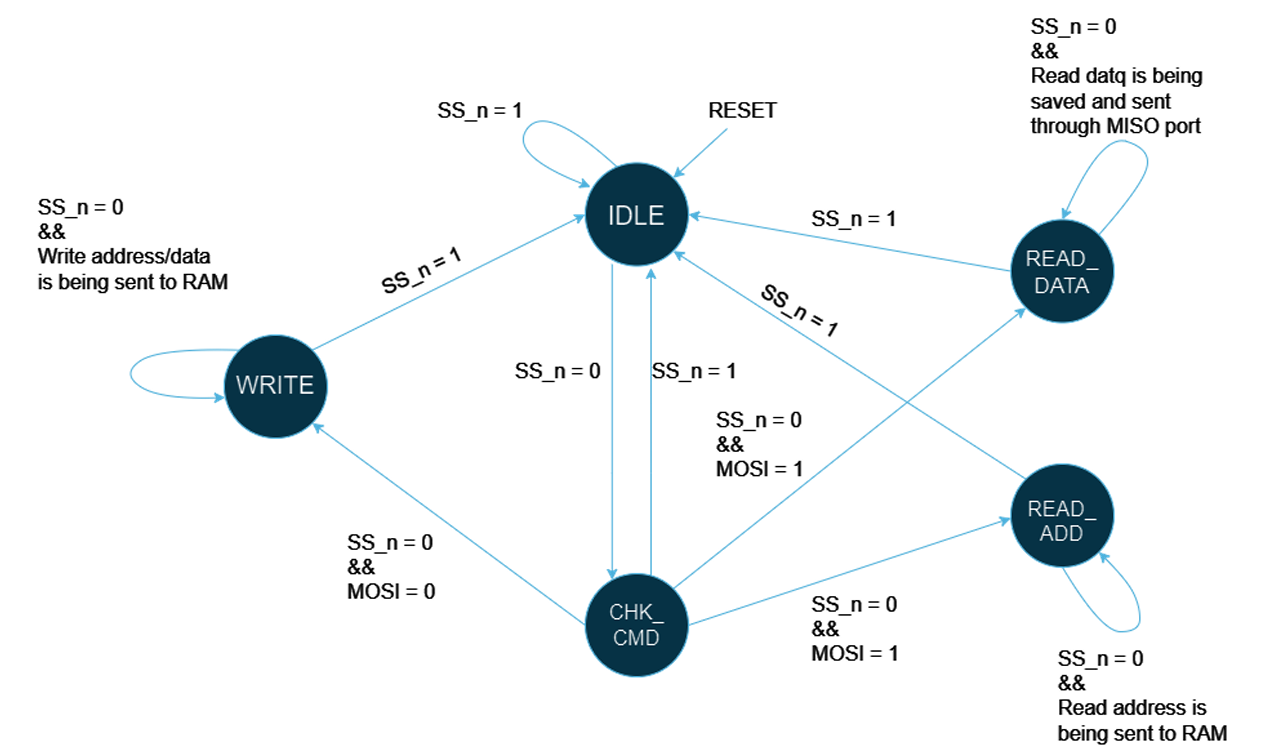 SS_n = 0
&&
Read datq is being
saved and sent
through MISO port
SS_n = 1
RESET
IDLE
SS_n = 1
READ_
DATA
SS_n = 0
&&
Write address/data
is being sent to RAM
SS_n = 1
SS_n = 1
WRITE
SS_n = 0
SS_n = 1
SS_n = 0
&&
MOSI = 1
READ_
ADD
SS_n = 0
&&
MOSI = 0
CHK_
CMD
SS_n = 0
&&
MOSI = 1
SS_n = 0
&&
Read address is
being sent to RAM